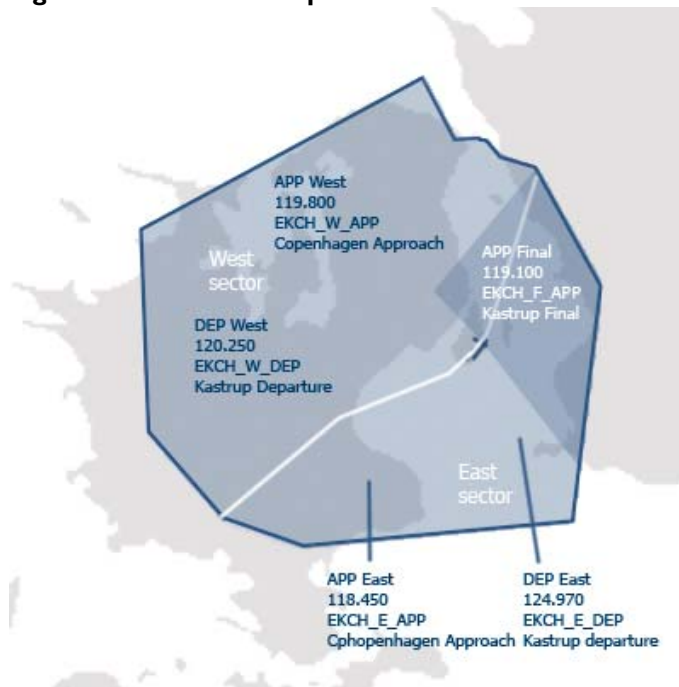 APP West
119.800
EKCH_W_APP
Copenhagen Approach
West
sector
APP Final
119.100
EKCH_F_APP
Kastrup Final
DEP West
120.250
EKCH_W_DEP
Kastrup Departure
East
sector
APP East
118.450
EKCH_E_APP
Cphopenhagen Approach
DEP East
124.970
EKCH_E_DEP
Kastrup departure